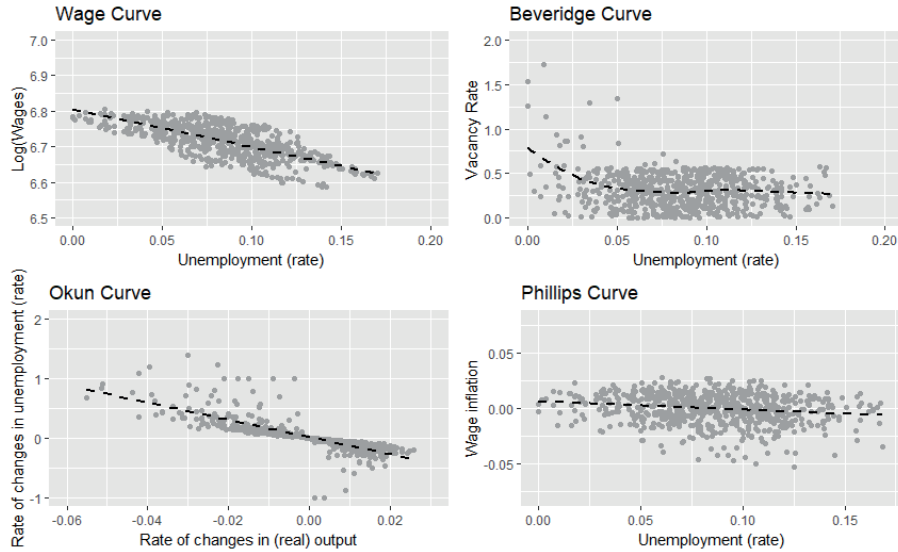 Wage Curve
7.0
6.9
6.8
6.7
6.6
6.5
Log(Wages)
0.00 0.05 0.10 0.15 0.20
Unemployment (rate)
Beveridge Curve
2.0
1.5
1.0
0.5
0.0
Vacancy Rate
0.00 0.05 0.10 0.15 0.20
Unemployment (rate)
Okun Curve
2
1
0
-1
Rate of changes in unemployment (rate)
-0.06 -0.04 -0.02 0.00 0.02
Rate of changes in (real) output
Phillips Curve
0.05
0.00
-0.05
Wage inflation
0.00 0.05 0.10 0.15
Unemployment (rate)